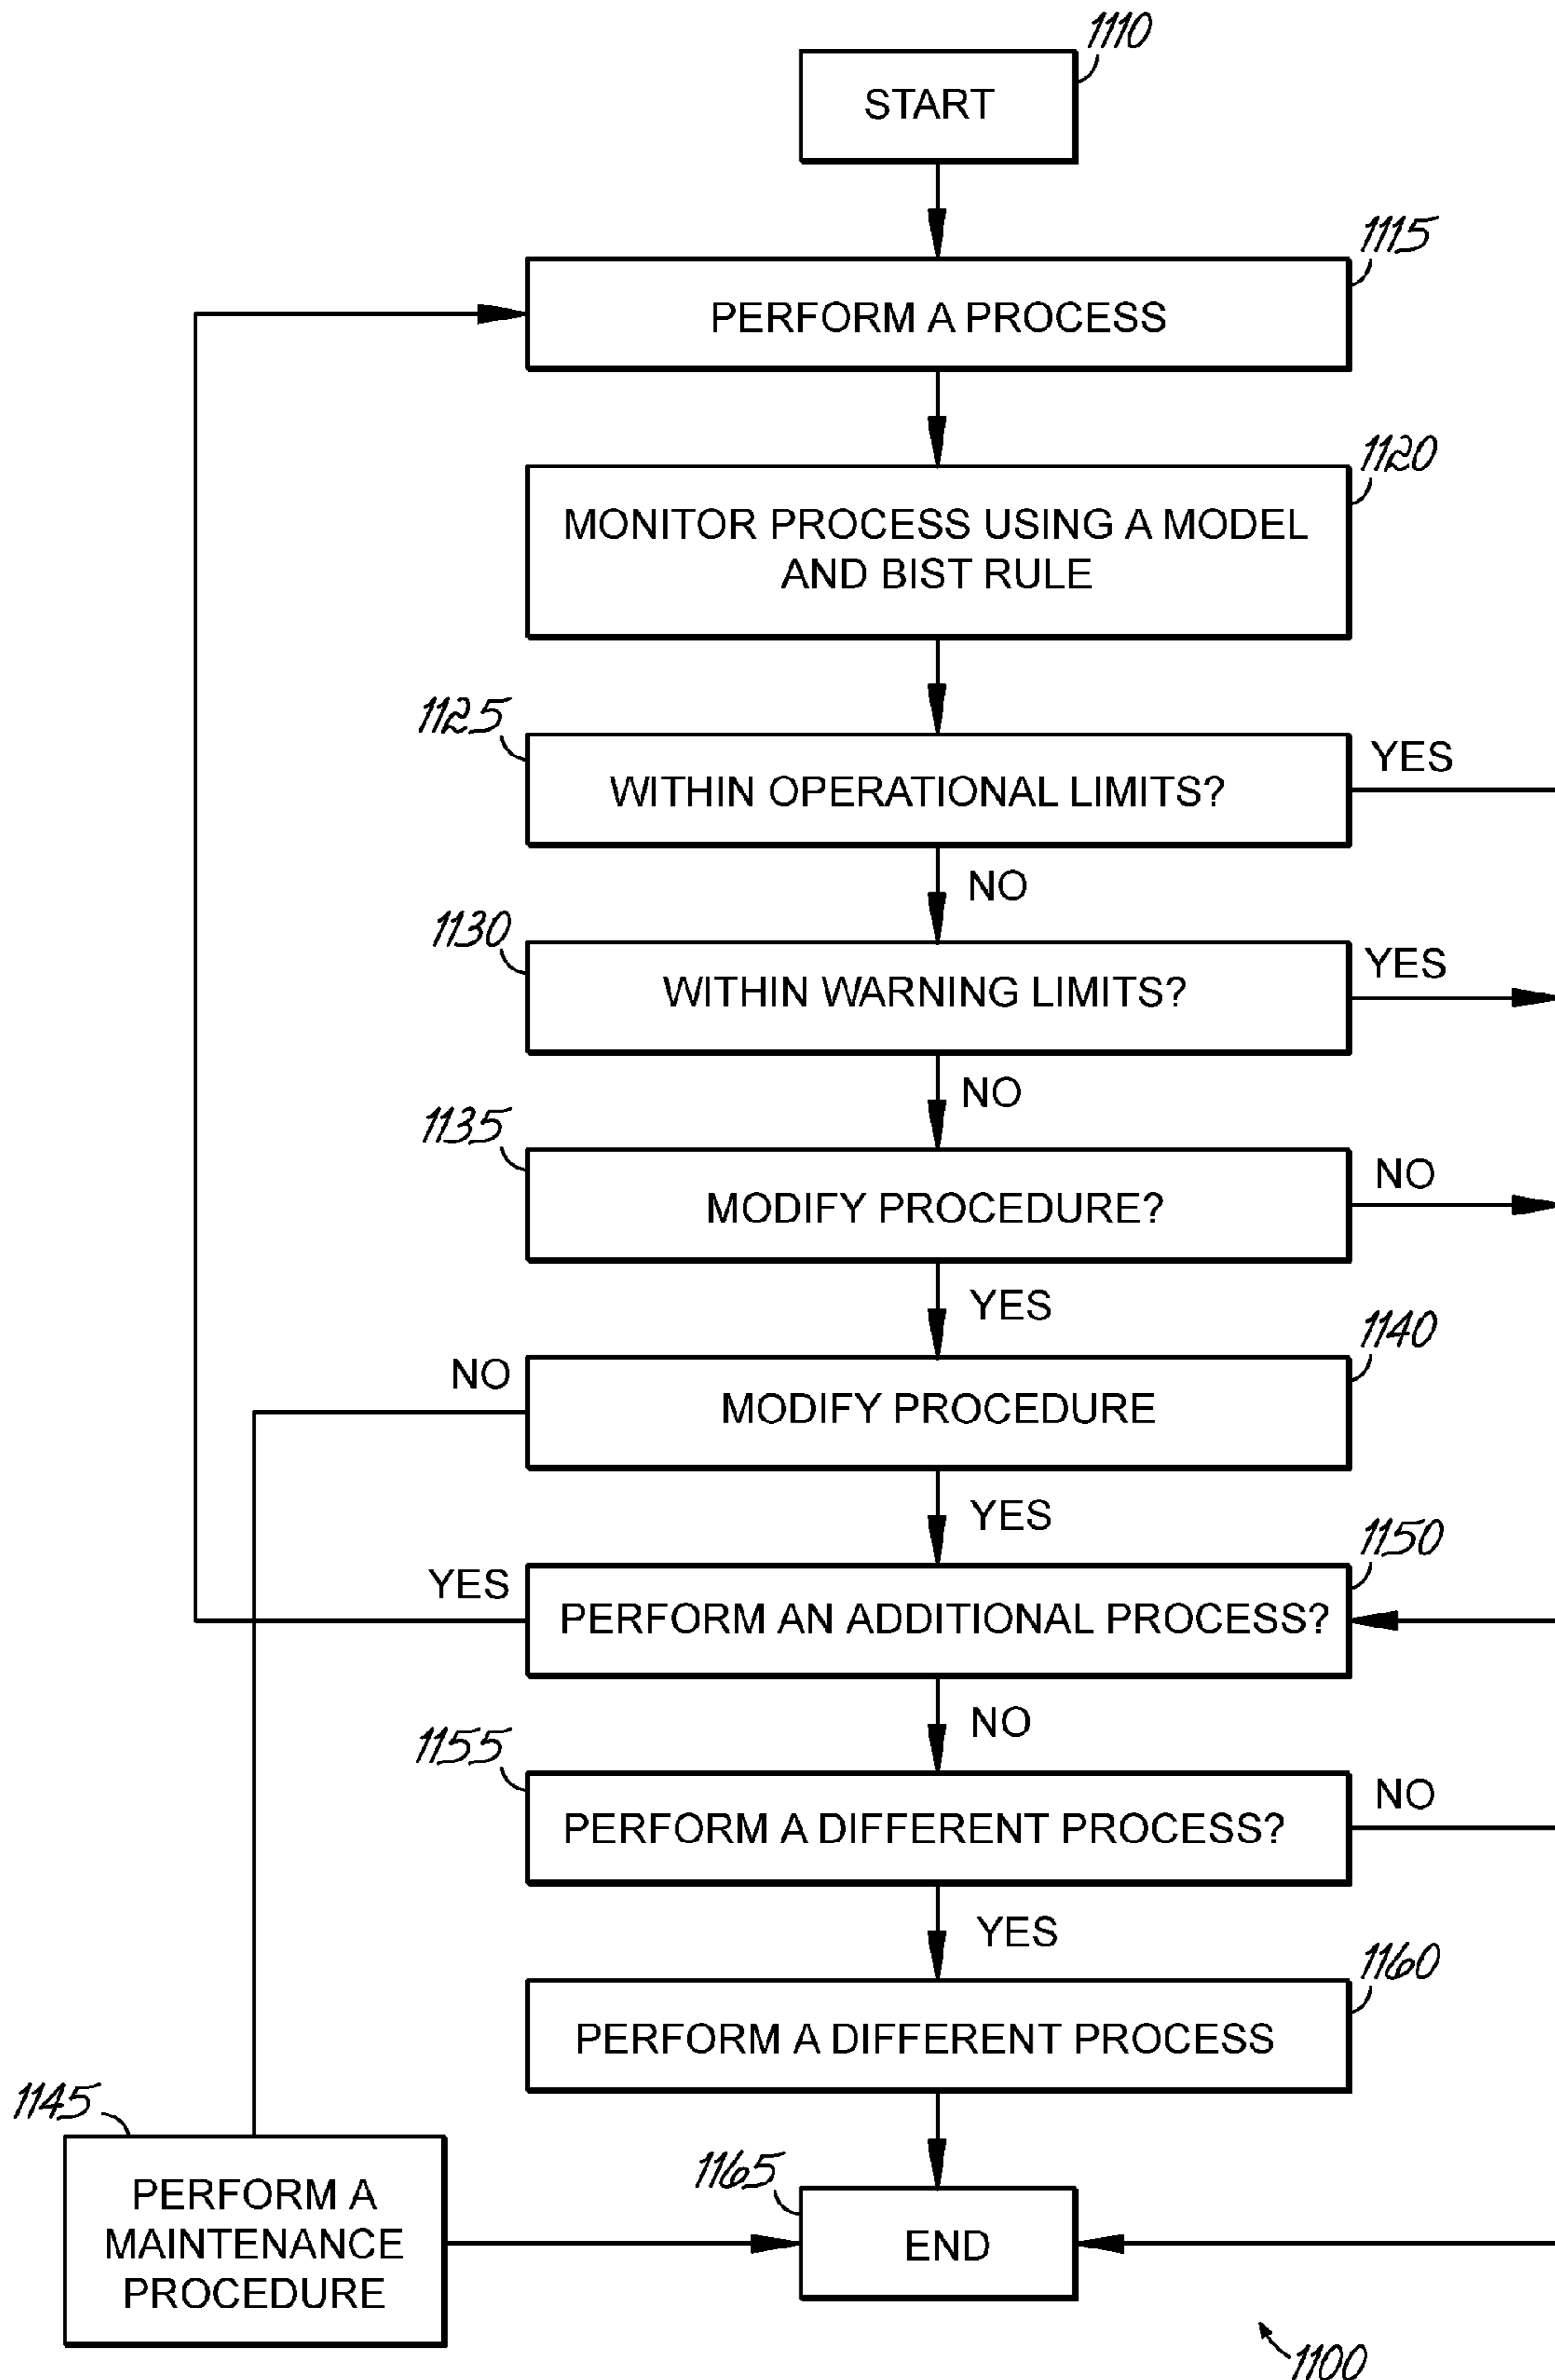 1110
START
1115
PERFORM A PROCESS
1120
MONITOR PROCESS USING A MODEL
AND BIST RULE
1125
WITHIN OPERATIONAL LIMITS?
YES
NO
1130
WITHIN WARNING LIMITS?
YES
NO
1135
MODIFY PROCEDURE?
NO
YES
1140
NO
MODIFY PROCEDURE
YES
1150
YES
PERFORM AN ADDITIONAL PROCESS?
NO
1155
PERFORM A DIFFERENT PROCESS?
NO
YES
1160
PERFORM A DIFFERENT PROCESS
1145
PERFORM A
MAINTENANCE
PROCEDURE
1165
END
1100